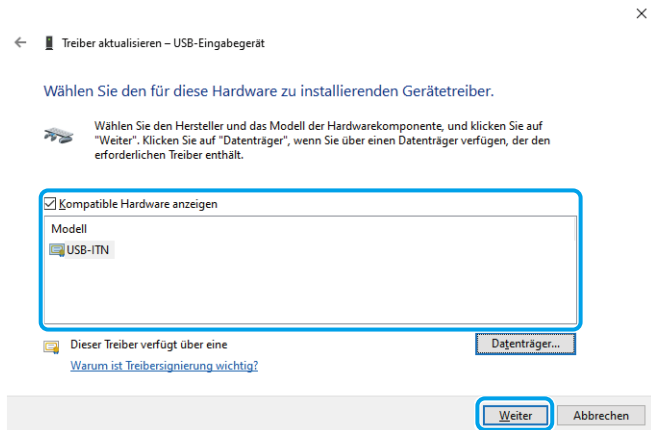 Treiber aktualisieren – USB-Eingabegerät
Wählen Sie den für diese Hardware zu installierenden Gerätetreiber.
Wählen Sie den Hersteller und das Modell der Hardwarekomponente, und klicken Sie auf
"Weiter". Klicken Sie auf "Datenträger", wenn Sie über einen Datenträger verfügen, der den
erforderlichen Treiber enthält.
Kompatible Hardware anzeigen
Modell
USB-ITN
Dieser Treiber verfügt über eine
Datenträger...
Warum ist Treibersignierung wichtig?
Weiter
Abbrechen